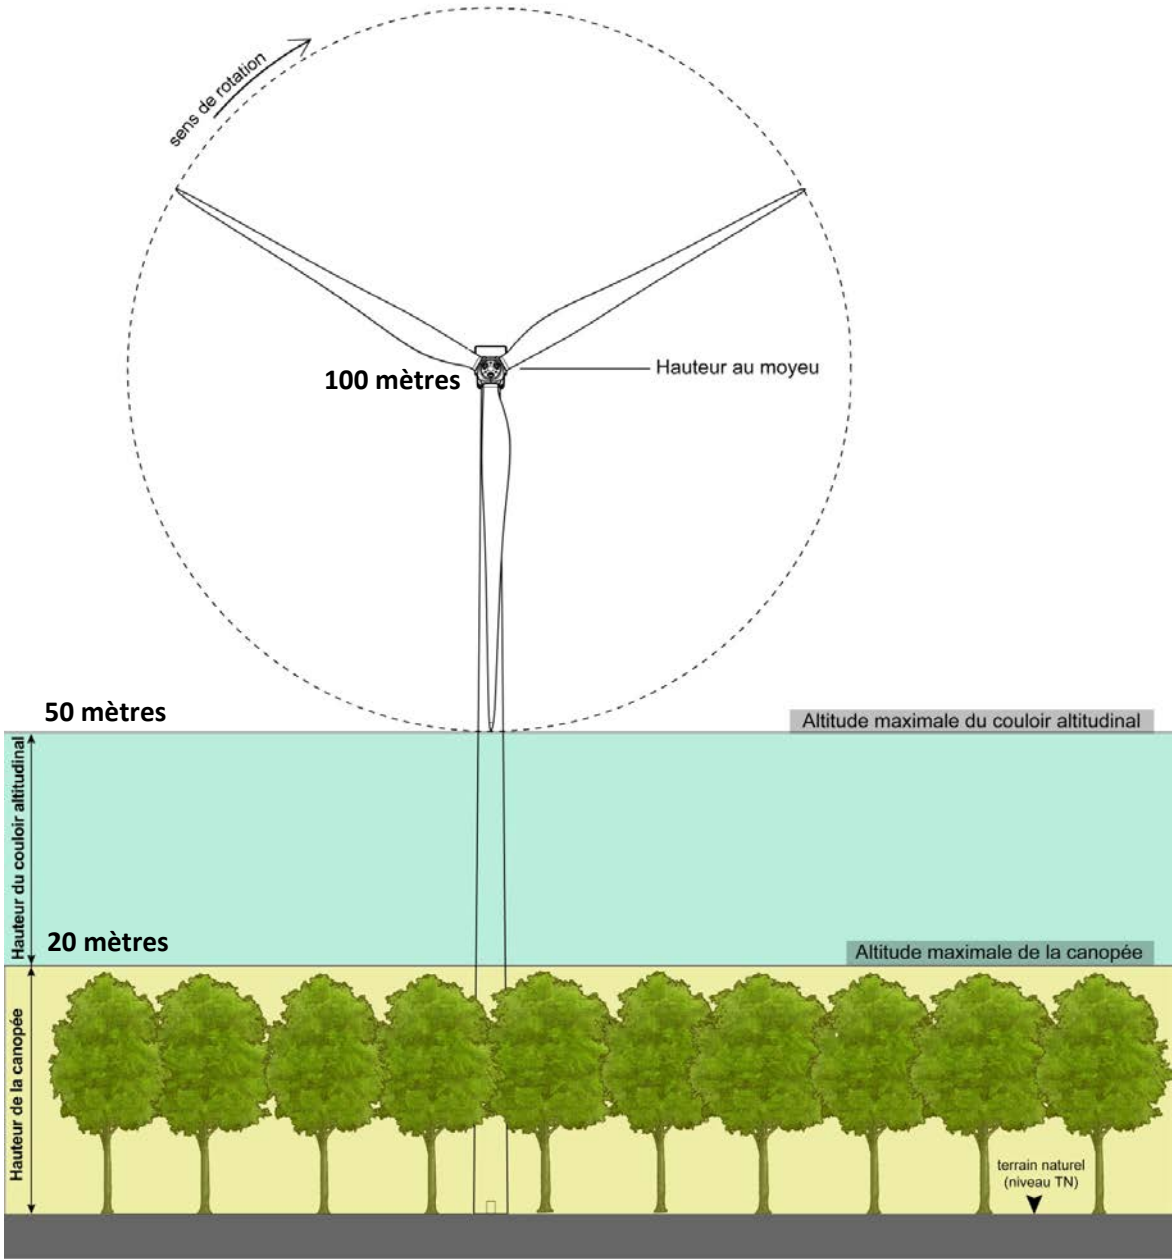 sens de rotation
100 mètres
Hauteur au moyeu
50 mètres
Altitude maximale du couloir altitudinal
Hauteur du couloir altitudinal
20 mètres
Altitude maximale de la canopée
Hauteur de la canopée
terrain naturel
(niveau TN)